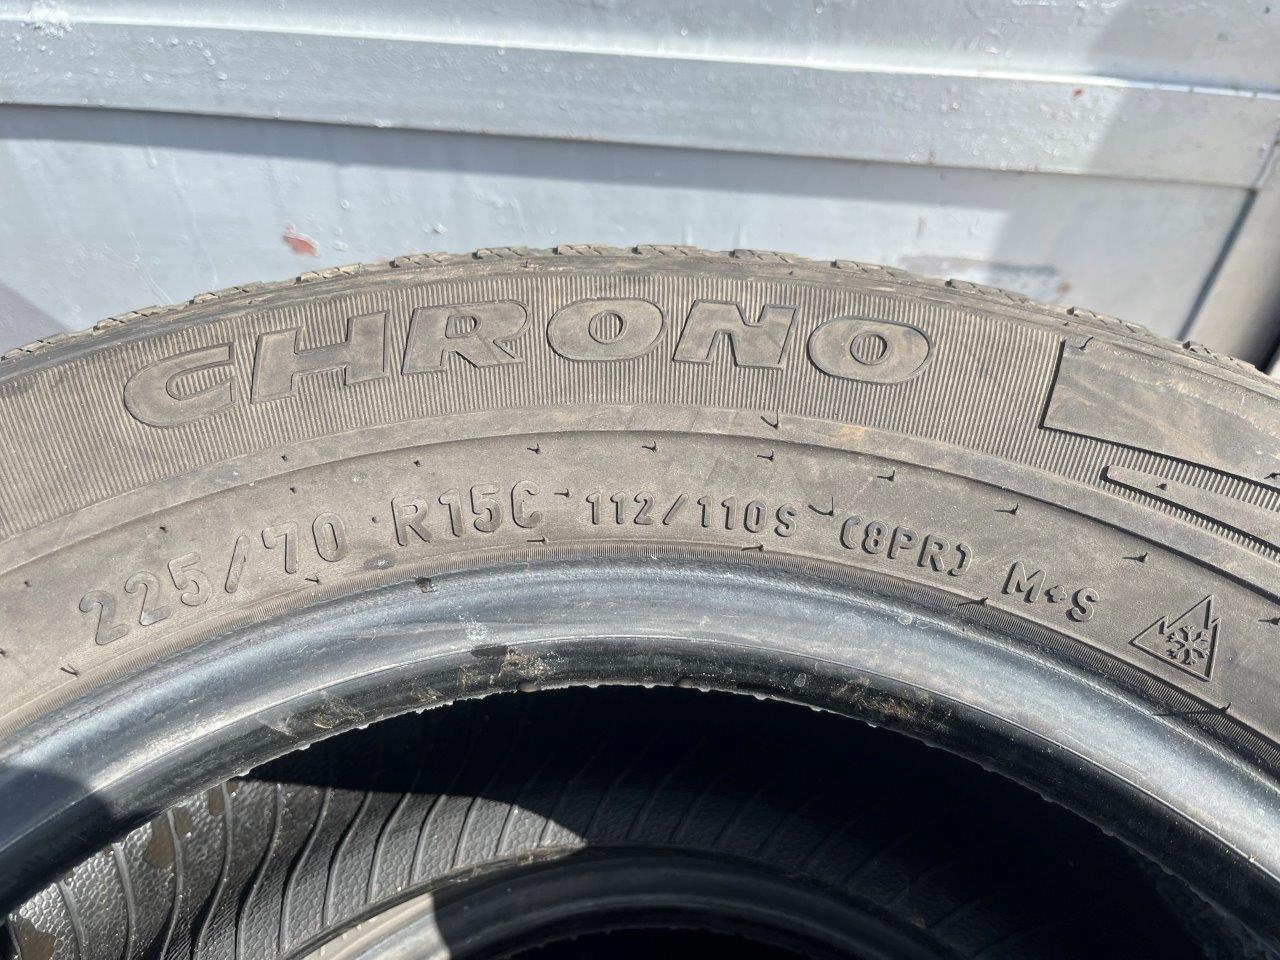 CHRONO
225/70 R15C 112/110S (8PR) M+S